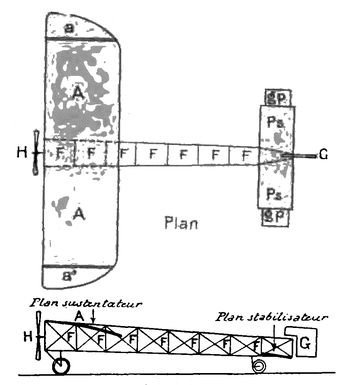 a
A
gp
Ps
H F F F F F F F G
Ps
A
gp
Plan
a'
Plan sustentateur
A
Plan stabilisateur
H F F F F F F F G